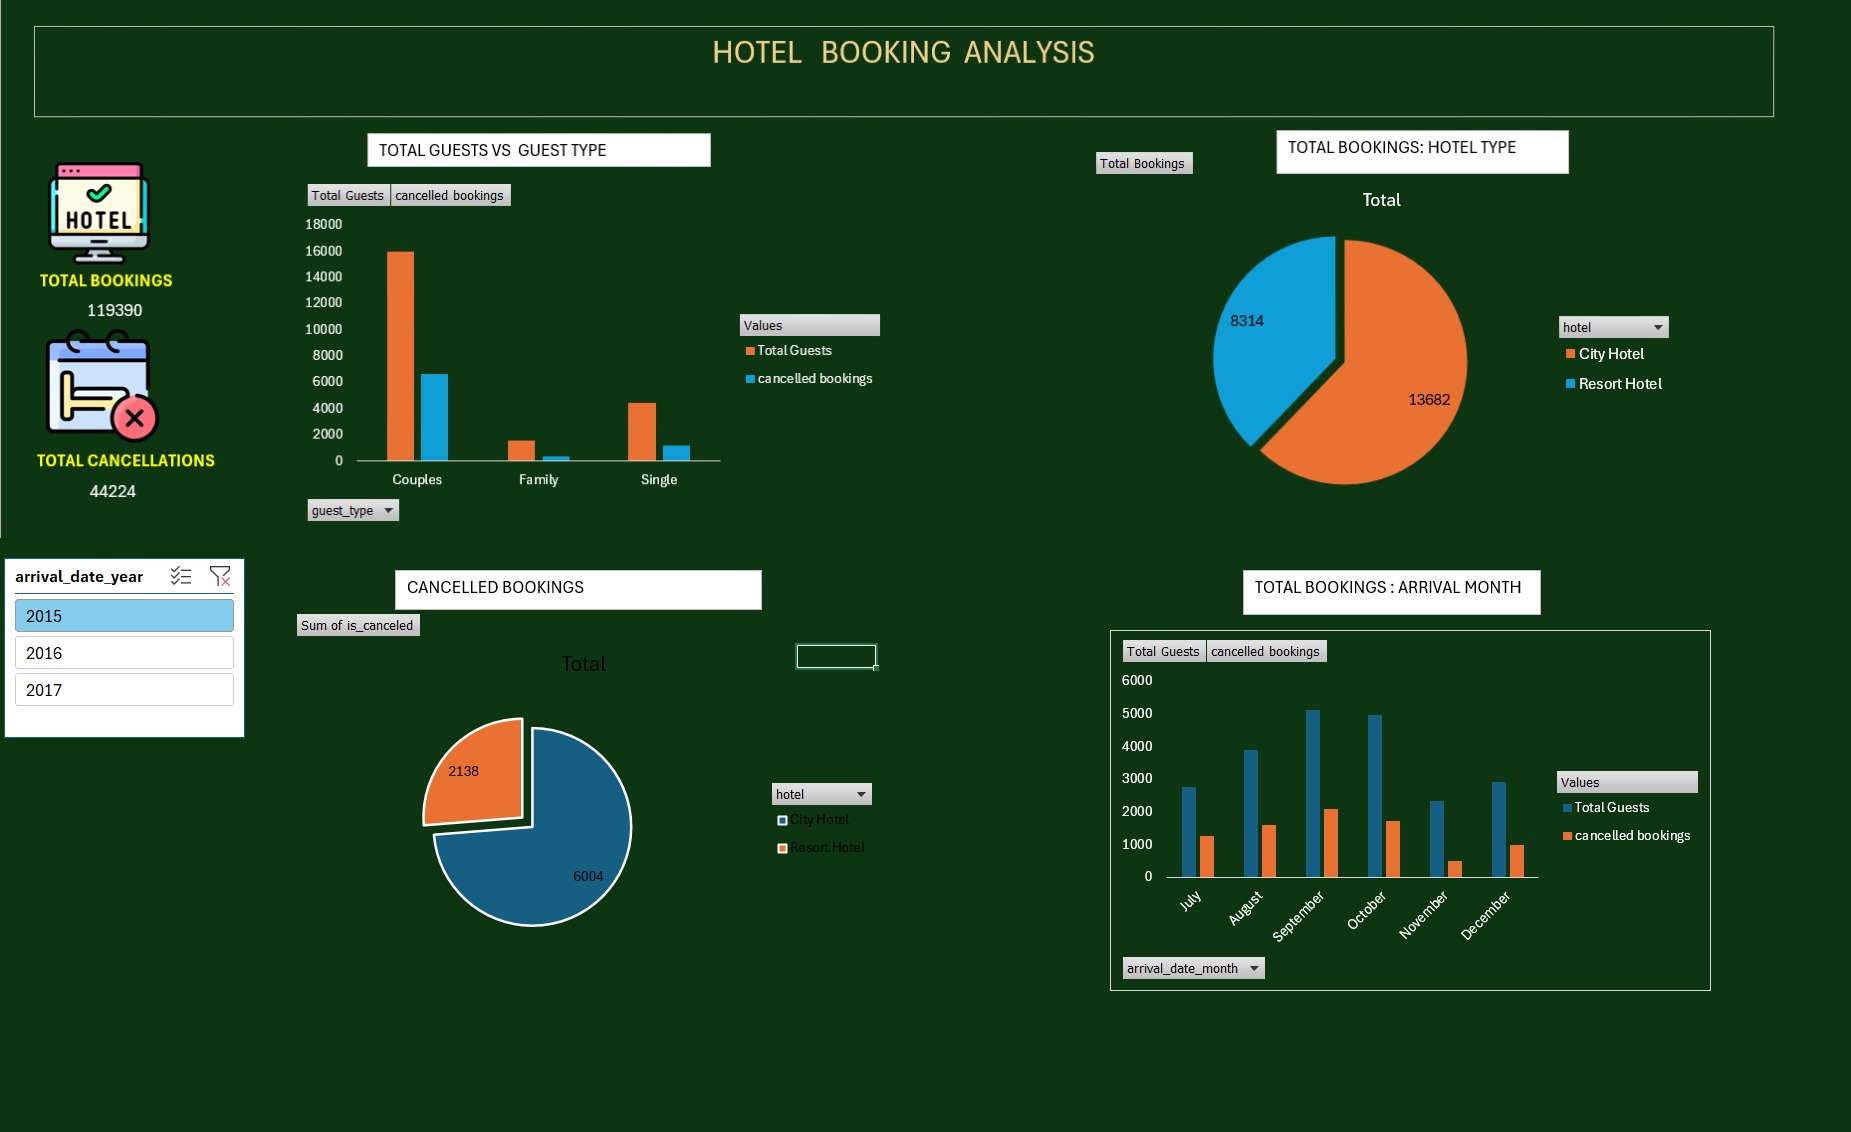 HOTEL BOOKING ANALYSIS
HOTEL
TOTAL BOOKINGS
119390
TOTAL CANCELLATIONS
44224
arrival_date_year
2015
2016
2017
TOTAL GUESTS VS GUEST TYPE
Total Guests cancelled bookings
18000
16000
14000
12000
10000
8000
6000
4000
2000
0
Couples Family Single
guest_type
Values
Total Guests
cancelled bookings
TOTAL BOOKINGS: HOTEL TYPE
Total Bookings
Total
8314
13682
hotel
City Hotel
Resort Hotel
CANCELLED BOOKINGS
Sum of is_canceled
Total
2138
6004
hotel
City Hotel
Resort Hotel
TOTAL BOOKINGS : ARRIVAL MONTH
Total Guests cancelled bookings
6000
5000
4000
3000
2000
1000
0
July August September October November December
arrival_date_month
Values
Total Guests
cancelled bookings